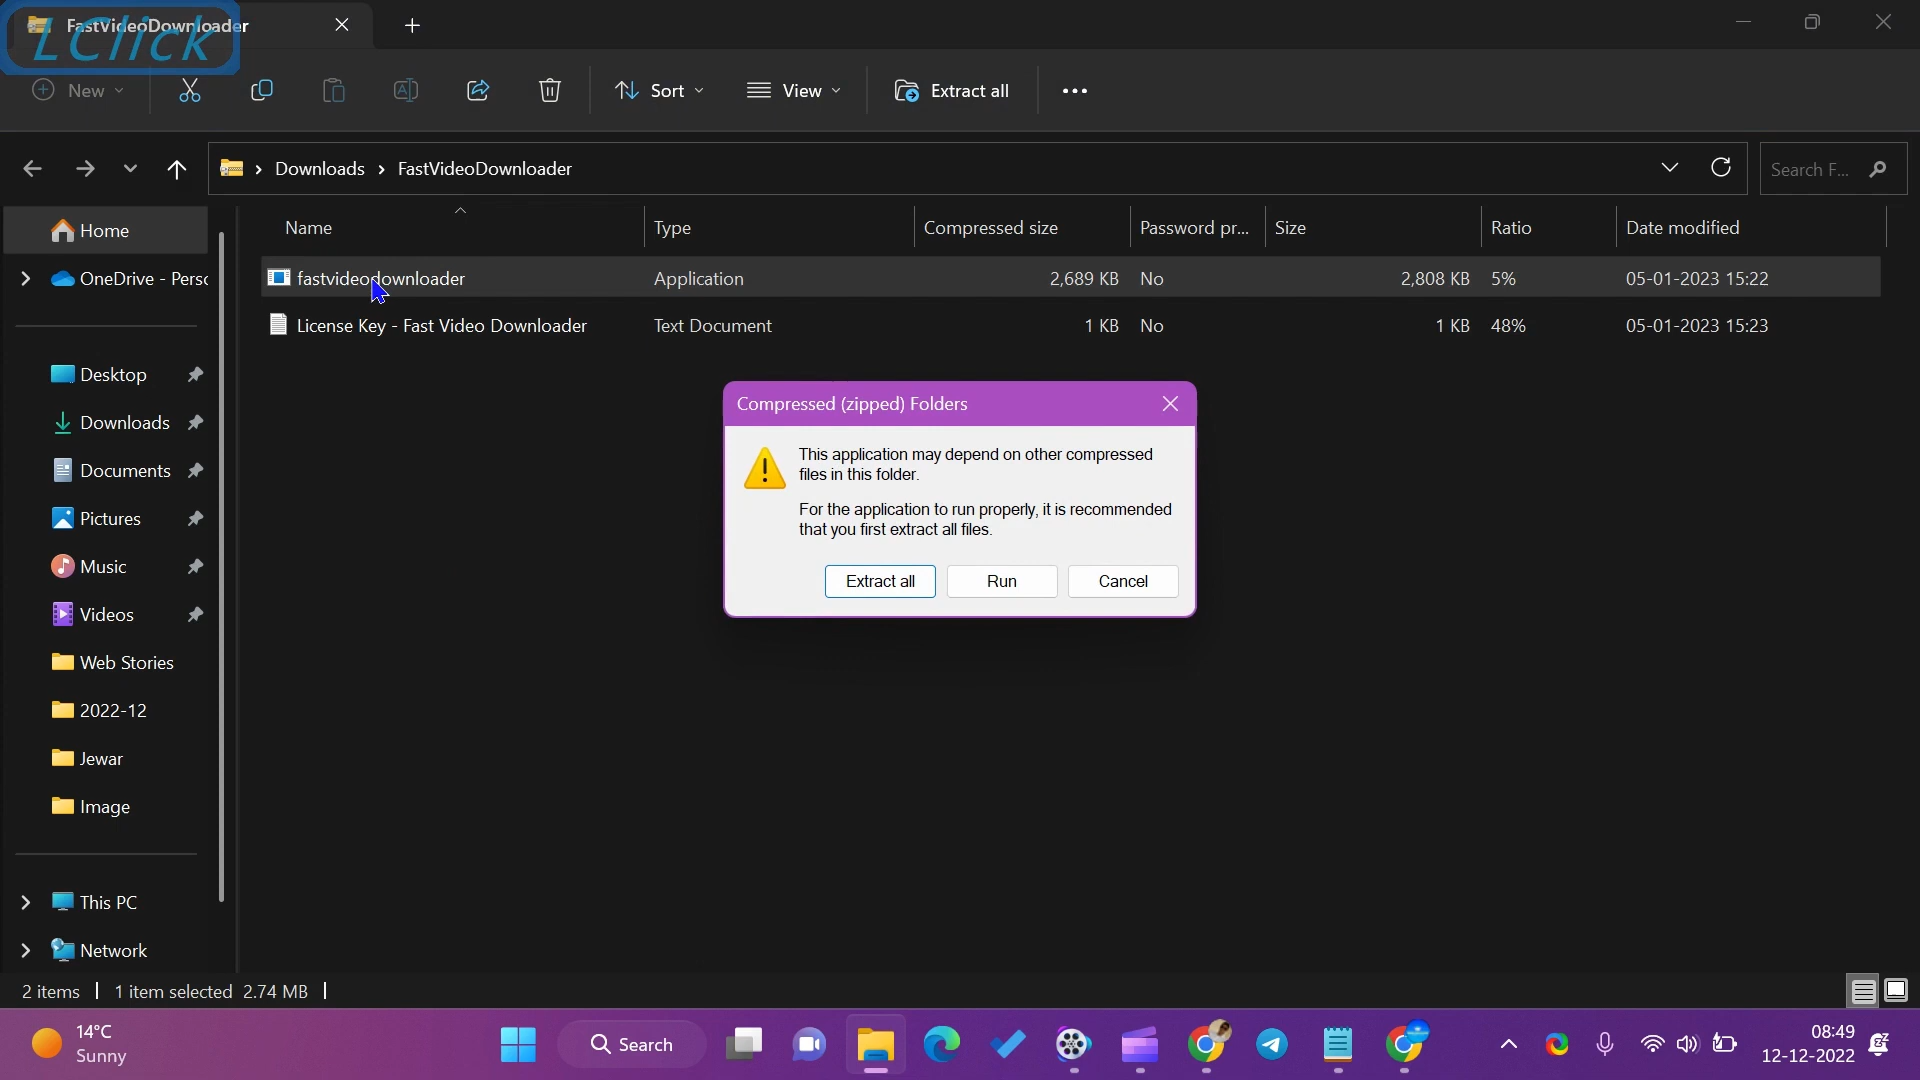 FastVideoDownloader
LClick
New
Sort
View
Extract all
Downloads
FastVideoDownloader
Search F...
Name
Type
Compressed size
Password pr...
Size
Ratio
Date modified
fastvideodownloader
Application
2,689 KB
No
2,808 KB
5%
05-01-2023 15:22
License Key - Fast Video Downloader
Text Document
1 KB
No
1 KB
48%
05-01-2023 15:23
Home
OneDrive - Perso
Desktop
Downloads
Documents
Pictures
Music
Videos
Web Stories
2022-12
Jewar
Image
This PC
Network
Compressed (zipped) Folders
This application may depend on other compressed
files in this folder.
For the application to run properly, it is recommended
that you first extract all files.
Extract all
Run
Cancel
2 items
1 item selected 2.74 MB
14°C
Sunny
Search
08:49
12-12-2022